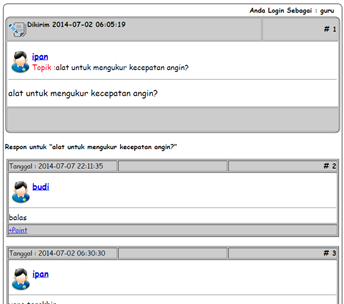 Anda Login Sebagai : guru
Dikirim 2014-07-02 06:05:19 # 1
ipan
Topik :alat untuk mengukur kecepatan angin?
alat untuk mengukur kecepatan angin?
Respon untuk "alat untuk mengukur kecepatan angin?"
Tanggal : 2014-07-07 22:11:35 # 2
budi
balas
+Point
Tanggal : 2014-07-02 06:30:30 # 3
ipan